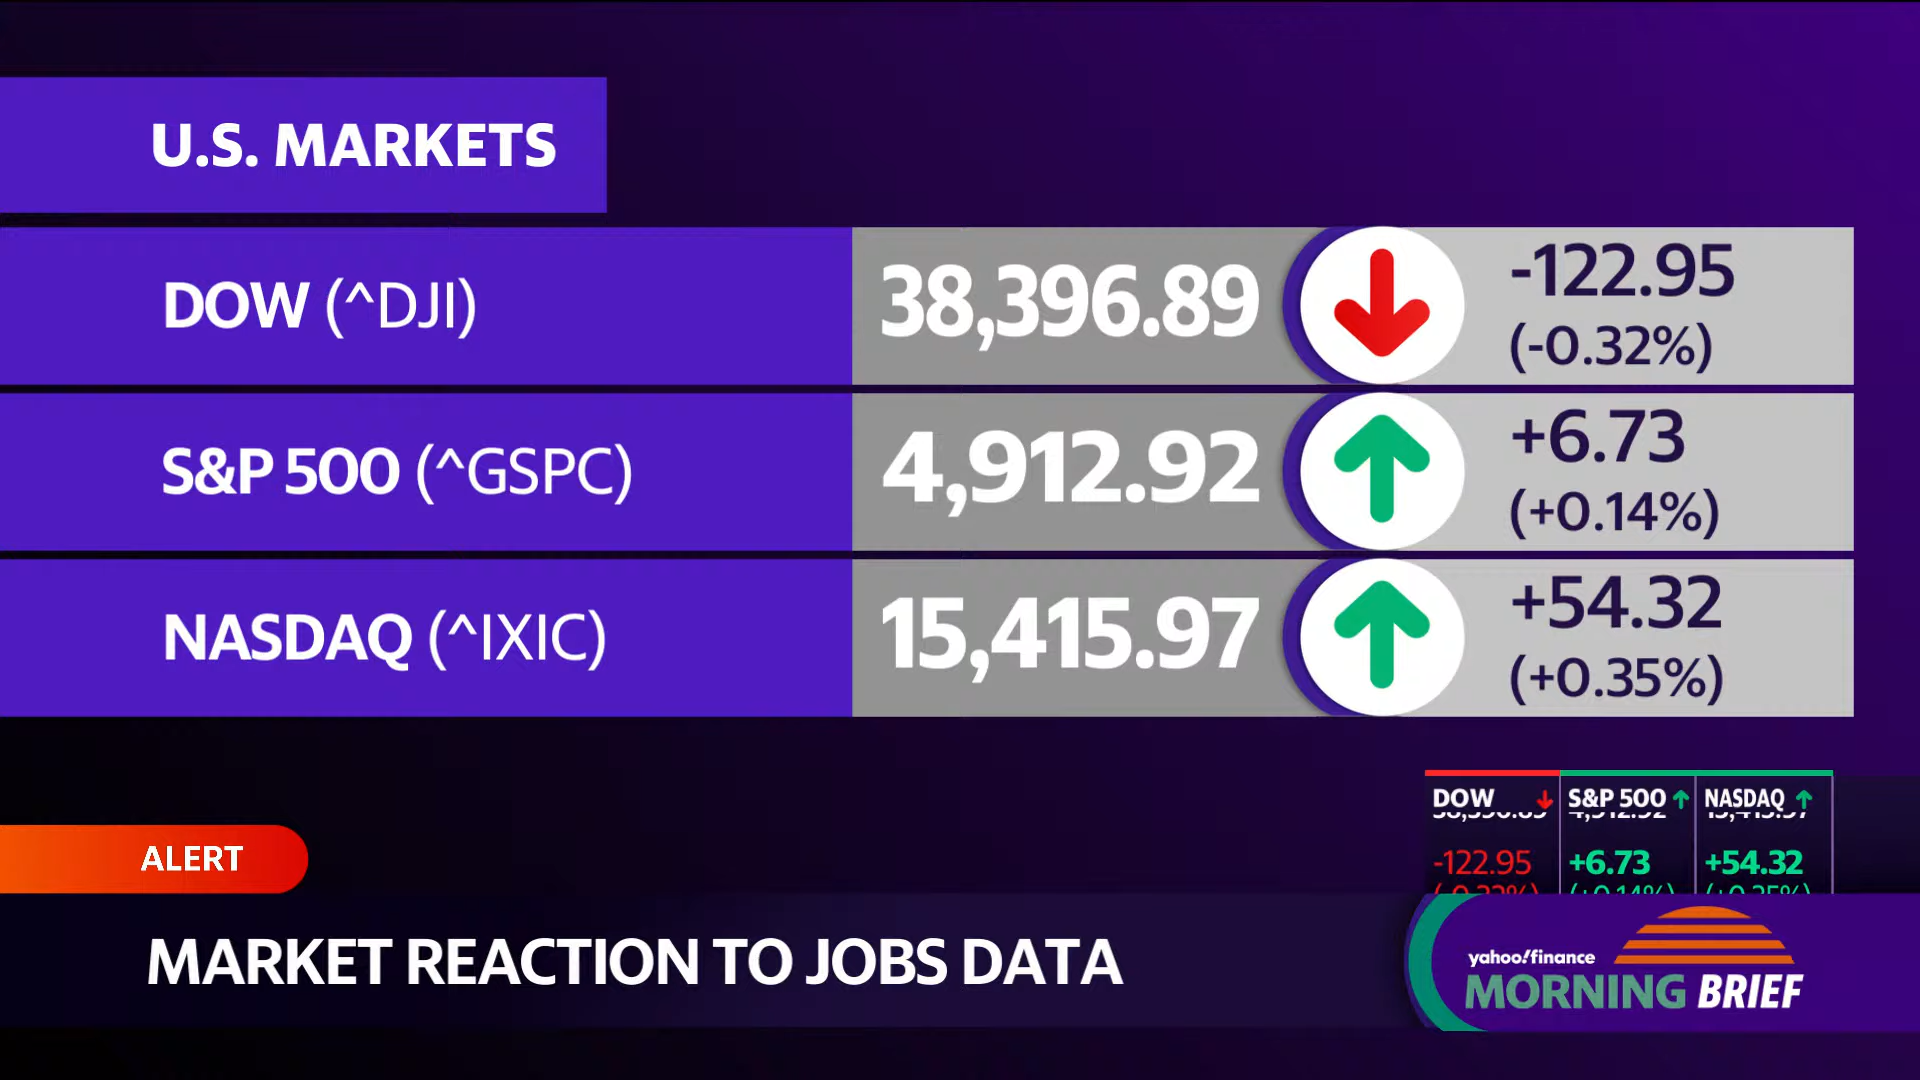 U.S. MARKETS
DOW (^DJI) 38,396.89 -122.95
(-0.32%)
S&P 500 (^GSPC) 4,912.92 +6.73
(+0.14%)
NASDAQ (^IXIC) 15,415.97 +54.32
(+0.35%)
DOW S&P 500 NASDAQ
-122.95 +6.73 +54.32
ALERT
MARKET REACTION TO JOBS DATA
yahoo!finance
MORNING BRIEF